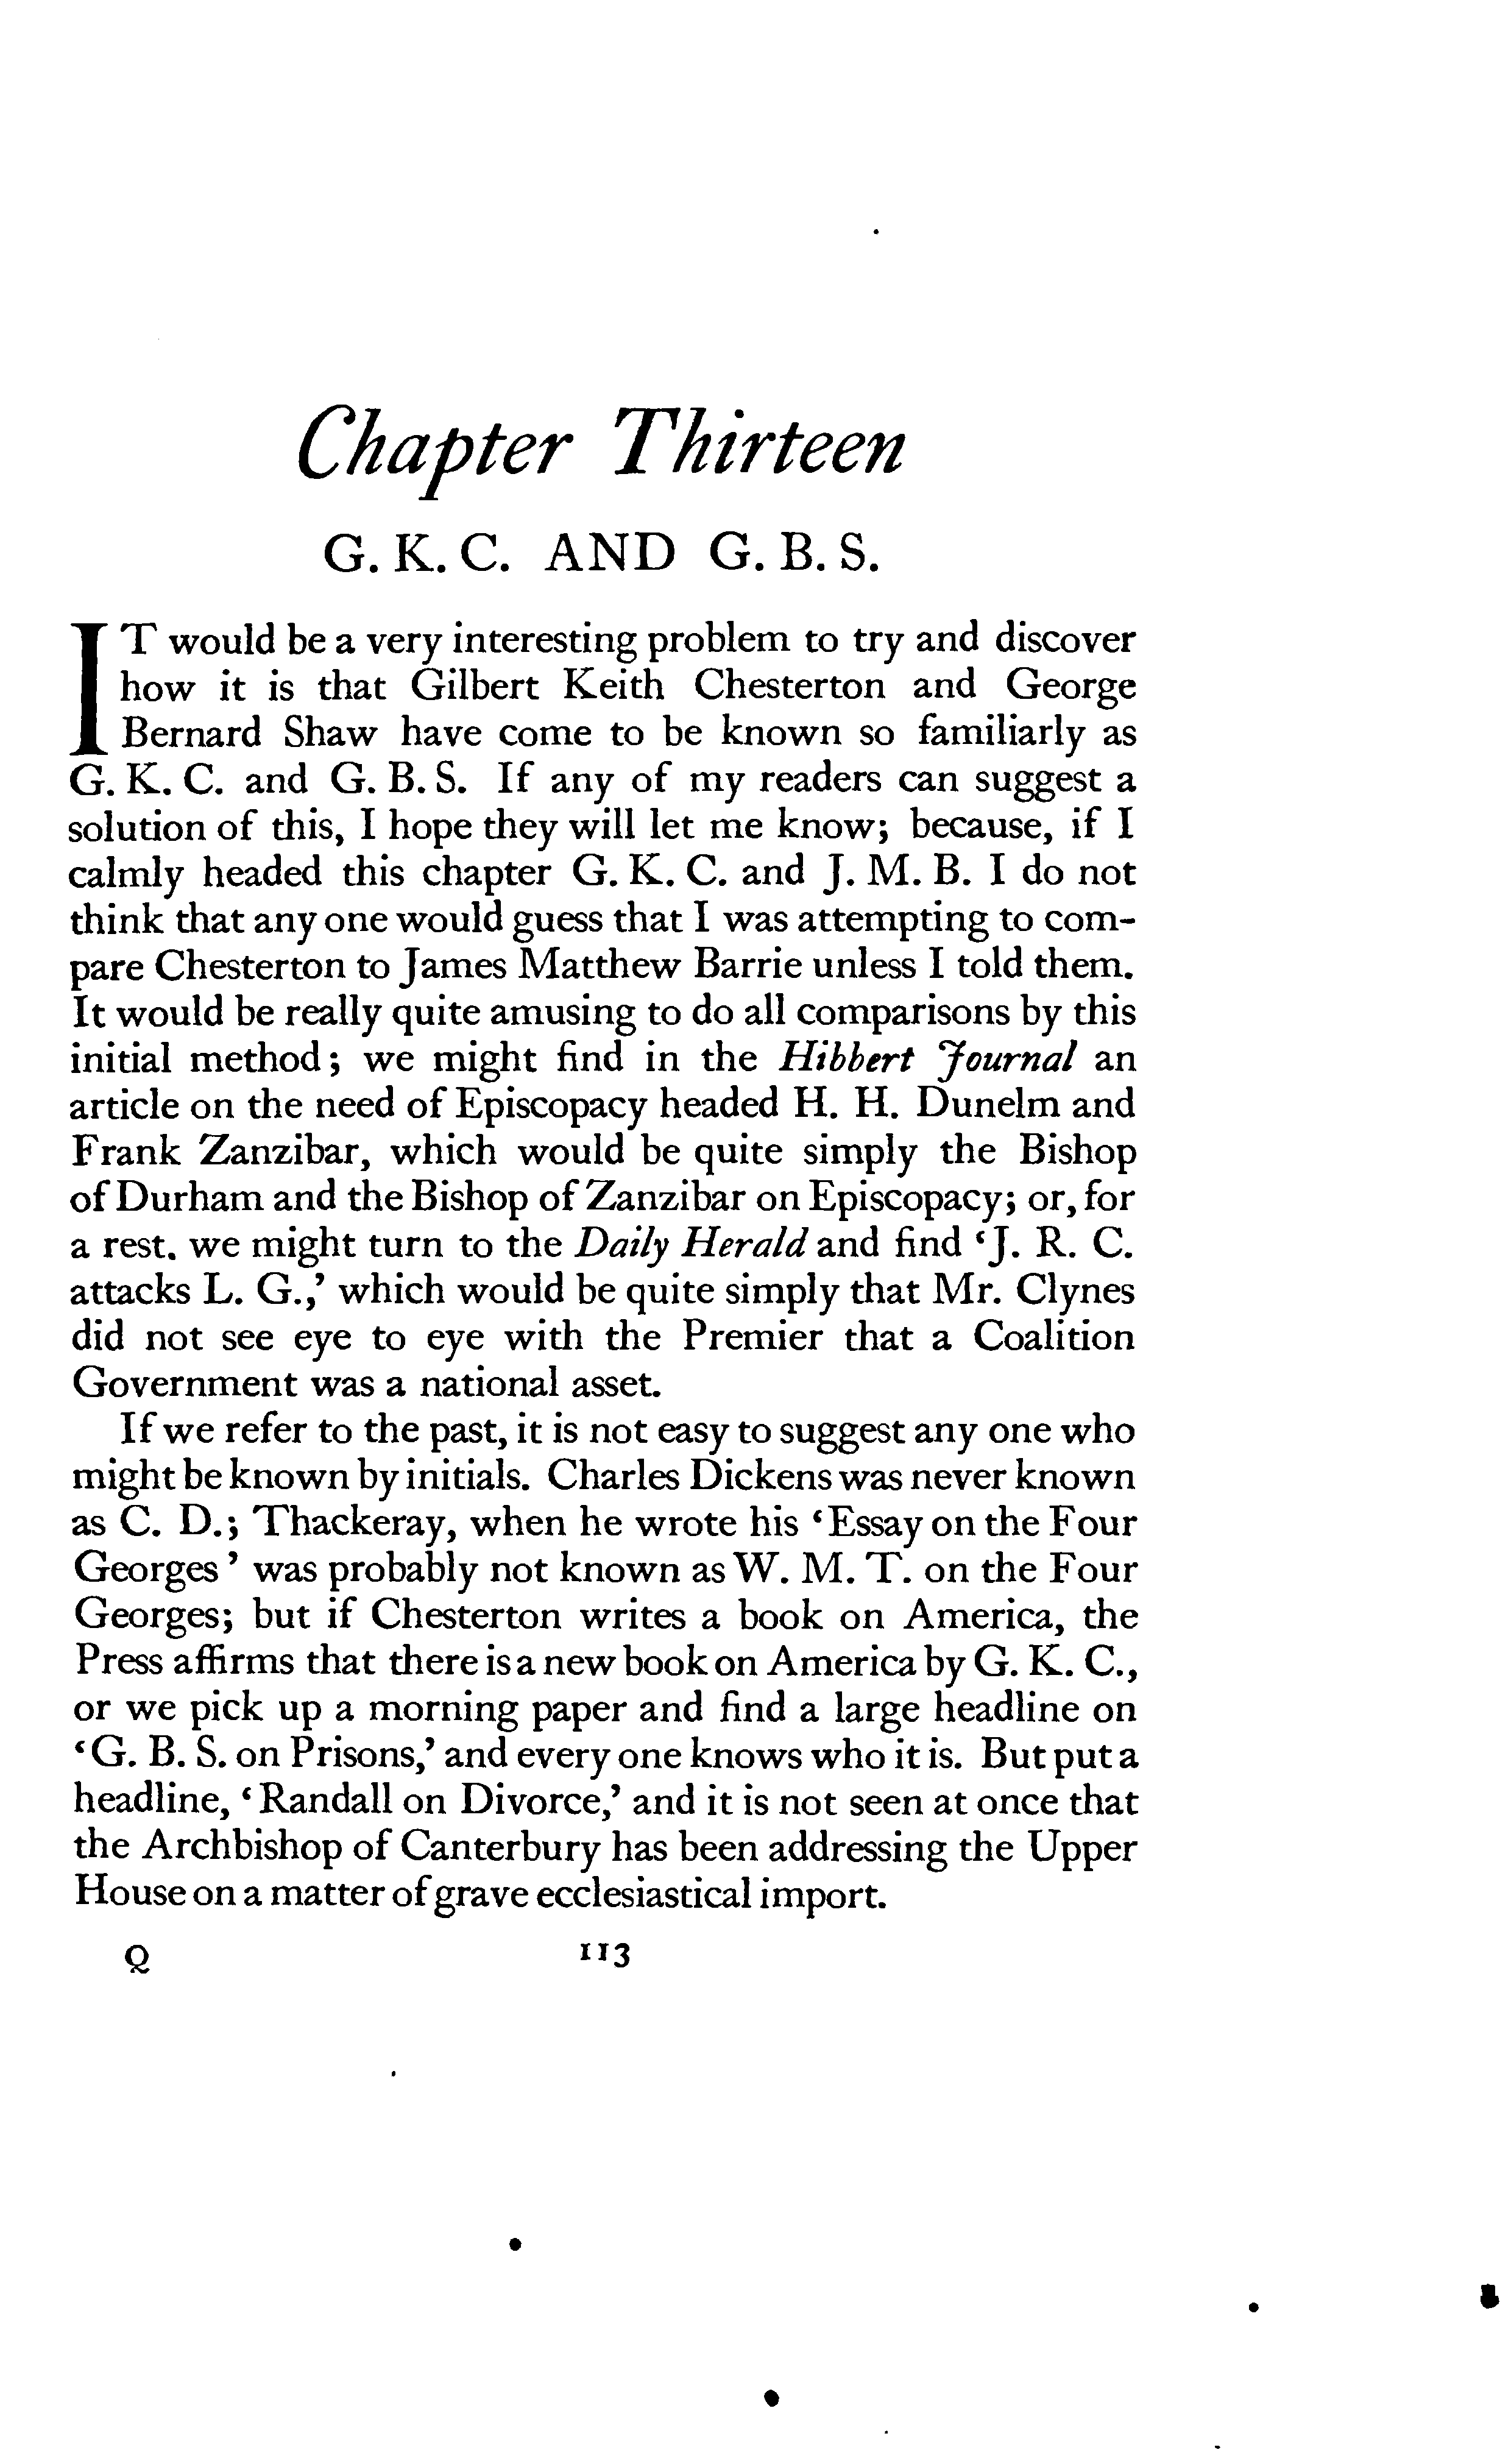 Chapter Thirteen
G. K. C. AND G. B. S.
IT would be a very interesting problem to try and discover
how it is that Gilbert Keith Chesterton and George
Bernard Shaw have come to be known so familiarly as
G. K. C. and G. B. S. If any of my readers can suggest a
solution of this, I hope they will let me know; because, if I
calmly headed this chapter G. K. C. and J. M. B. I do not
think that any one would guess that I was attempting to com-
pare Chesterton to James Matthew Barrie unless I told them.
It would be really quite amusing to do all comparisons by this
initial method; we might find in the Hibbert Journal an
article on the need of Episcopacy headed H. H. Dunelm and
Frank Zanzibar, which would be quite simply the Bishop
of Durham and the Bishop of Zanzibar on Episcopacy; or, for
a rest. we might turn to the Daily Herald and find ‘J. R. C.
attacks L. G.,’ which would be quite simply that Mr. Clynes
did not see eye to eye with the Premier that a Coalition
Government was a national asset.
If we refer to the past, it is not easy to suggest any one who
might be known by initials. Charles Dickens was never known
as C. D.; Thackeray, when he wrote his ‘Essay on the Four
Georges’ was probably not known as W. M. T. on the Four
Georges; but if Chesterton writes a book on America, the
Press affirms that there is a new book on America by G. K. C.,
or we pick up a morning paper and find a large headline on
‘G. B. S. on Prisons,’ and every one knows who it is. But put a
headline, ‘Randall on Divorce,’ and it is not seen at once that
the Archbishop of Canterbury has been addressing the Upper
House on a matter of grave ecclesiastical import.
Q 113